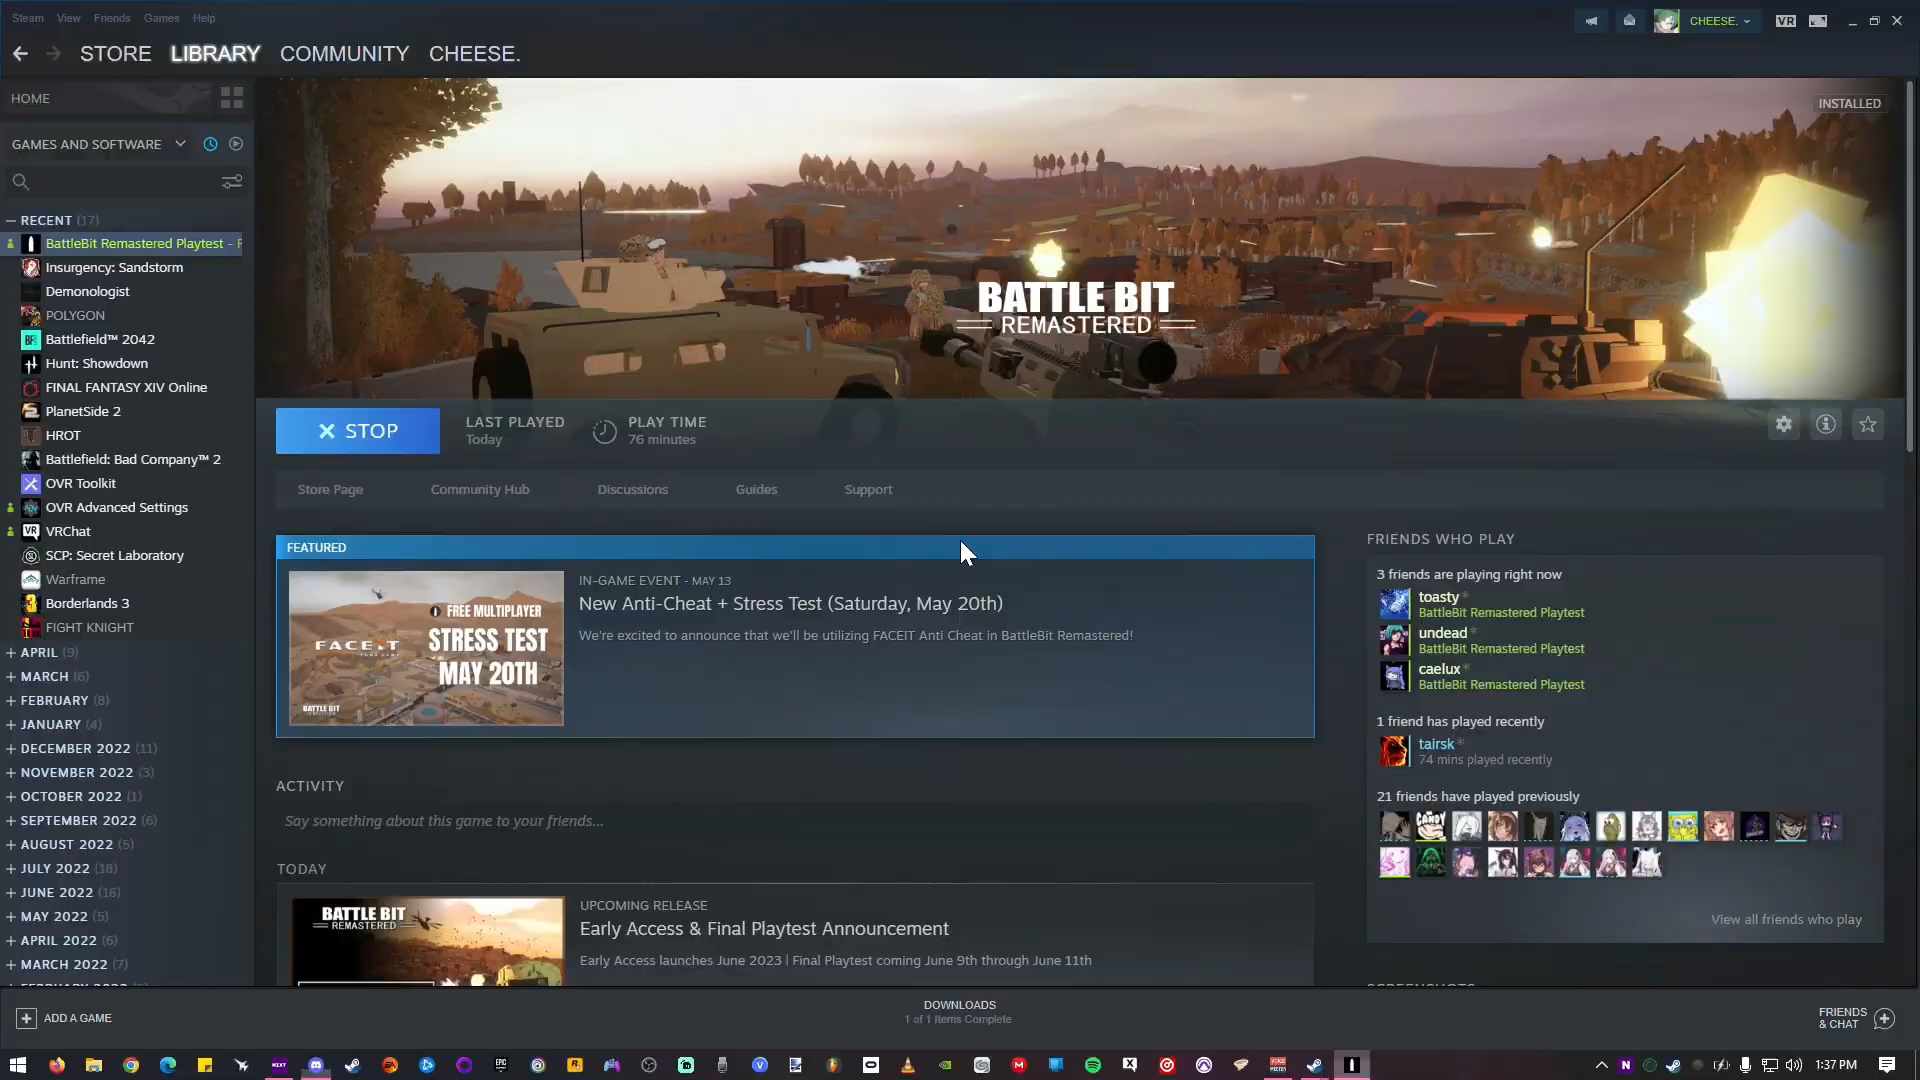 Steam View Friends Games Help
CHEESE.
VR
STORE LIBRARY COMMUNITY CHEESE.
HOME
INSTALLED
GAMES AND SOFTWARE
BATTLE BIT
REMASTERED
RECENT (17)
BattleBit Remastered Playtest - F
Insurgency: Sandstorm
Demonologist
POLYGON
Battlefield™ 2042
Hunt: Showdown
FINAL FANTASY XIV Online
PlanetSide 2
HROT
Battlefield: Bad Company™ 2
OVR Toolkit
OVR Advanced Settings
VRChat
SCP: Secret Laboratory
Warframe
Borderlands 3
FIGHT KNIGHT
APRIL (9)
MARCH (6)
FEBRUARY (8)
JANUARY (4)
DECEMBER 2022 (11)
NOVEMBER 2022 (3)
OCTOBER 2022 (1)
SEPTEMBER 2022 (6)
AUGUST 2022 (5)
JULY 2022 (18)
JUNE 2022 (16)
MAY 2022 (5)
APRIL 2022 (6)
MARCH 2022 (7)
STOP
LAST PLAYED
Today
PLAY TIME
76 minutes
Store Page Community Hub Discussions Guides Support
FEATURED
FREE MULTIPLAYER
STRESS TEST
MAY 20TH
FACEIT
BATTLE BIT
IN-GAME EVENT - MAY 13
New Anti-Cheat + Stress Test (Saturday, May 20th)
We're excited to announce that we'll be utilizing FACEIT Anti Cheat in BattleBit Remastered!
ACTIVITY
Say something about this game to your friends...
TODAY
BATTLE BIT
REMASTERED
UPCOMING RELEASE
Early Access & Final Playtest Announcement
Early Access launches June 2023 | Final Playtest coming June 9th through June 11th
FRIENDS WHO PLAY
3 friends are playing right now
toasty
BattleBit Remastered Playtest
undead
BattleBit Remastered Playtest
caelux
BattleBit Remastered Playtest
1 friend has played recently
tairsk
74 mins played recently
21 friends have played previously
CANDY
View all friends who play
SCREENSHOTS
ADD A GAME
DOWNLOADS
1 of 1 Items Complete
FRIENDS
& CHAT
1:37 PM